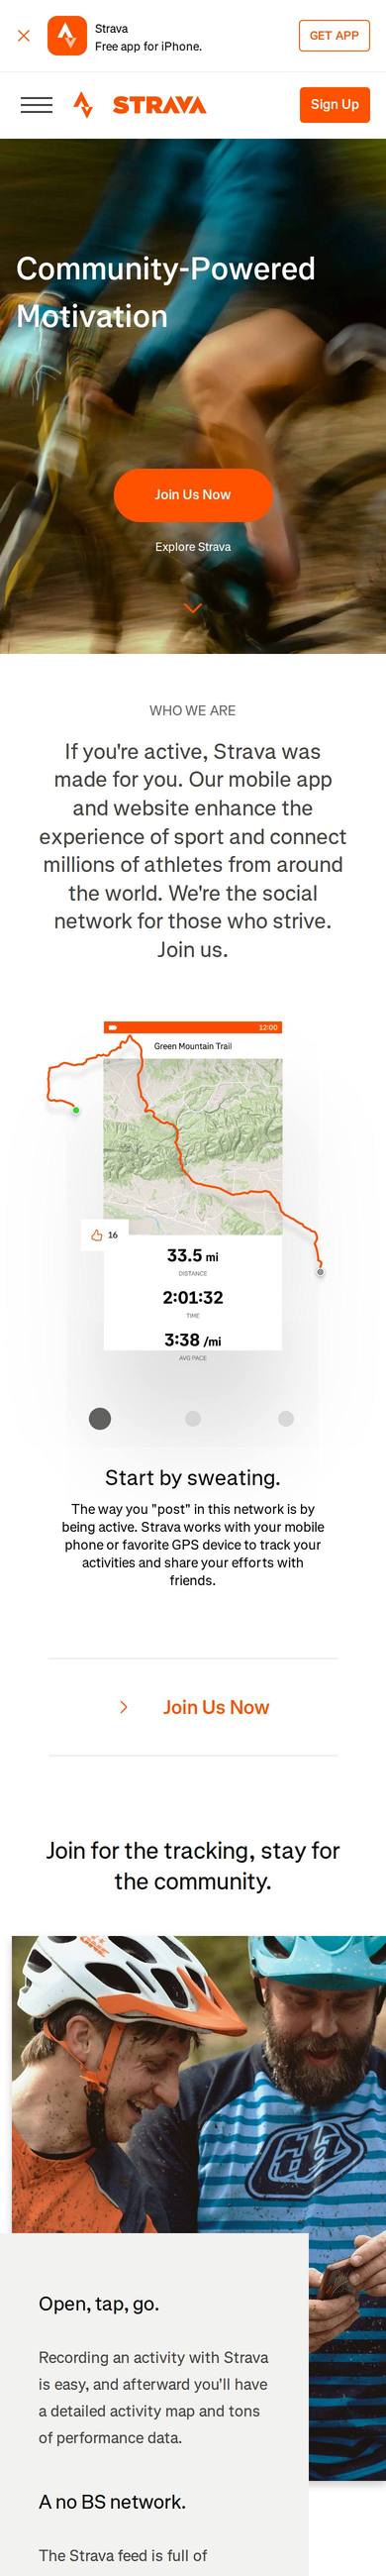 Strava
Free app for iPhone.
GET APP
STRAVA
Sign Up
Community-Powered
Motivation
Join Us Now
Explore Strava
WHO WE ARE
If you're active, Strava was
made for you. Our mobile app
and website enhance the
experience of sport and connect
millions of athletes from around
the world. We're the social
network for those who strive.
Join us.
12:00
Green Mountain Trail
16
33.5 mi
DISTANCE
2:01:32
TIME
3:38 /mi
AVG PACE
Start by sweating.
The way you "post" in this network is by
being active. Strava works with your mobile
phone or favorite GPS device to track your
activities and share your efforts with
friends.
Join Us Now
Join for the tracking, stay for
the community.
Open, tap, go.
Recording an activity with Strava
is easy, and afterward you'll have
a detailed activity map and tons
of performance data.
A no BS network.
The Strava feed is full of